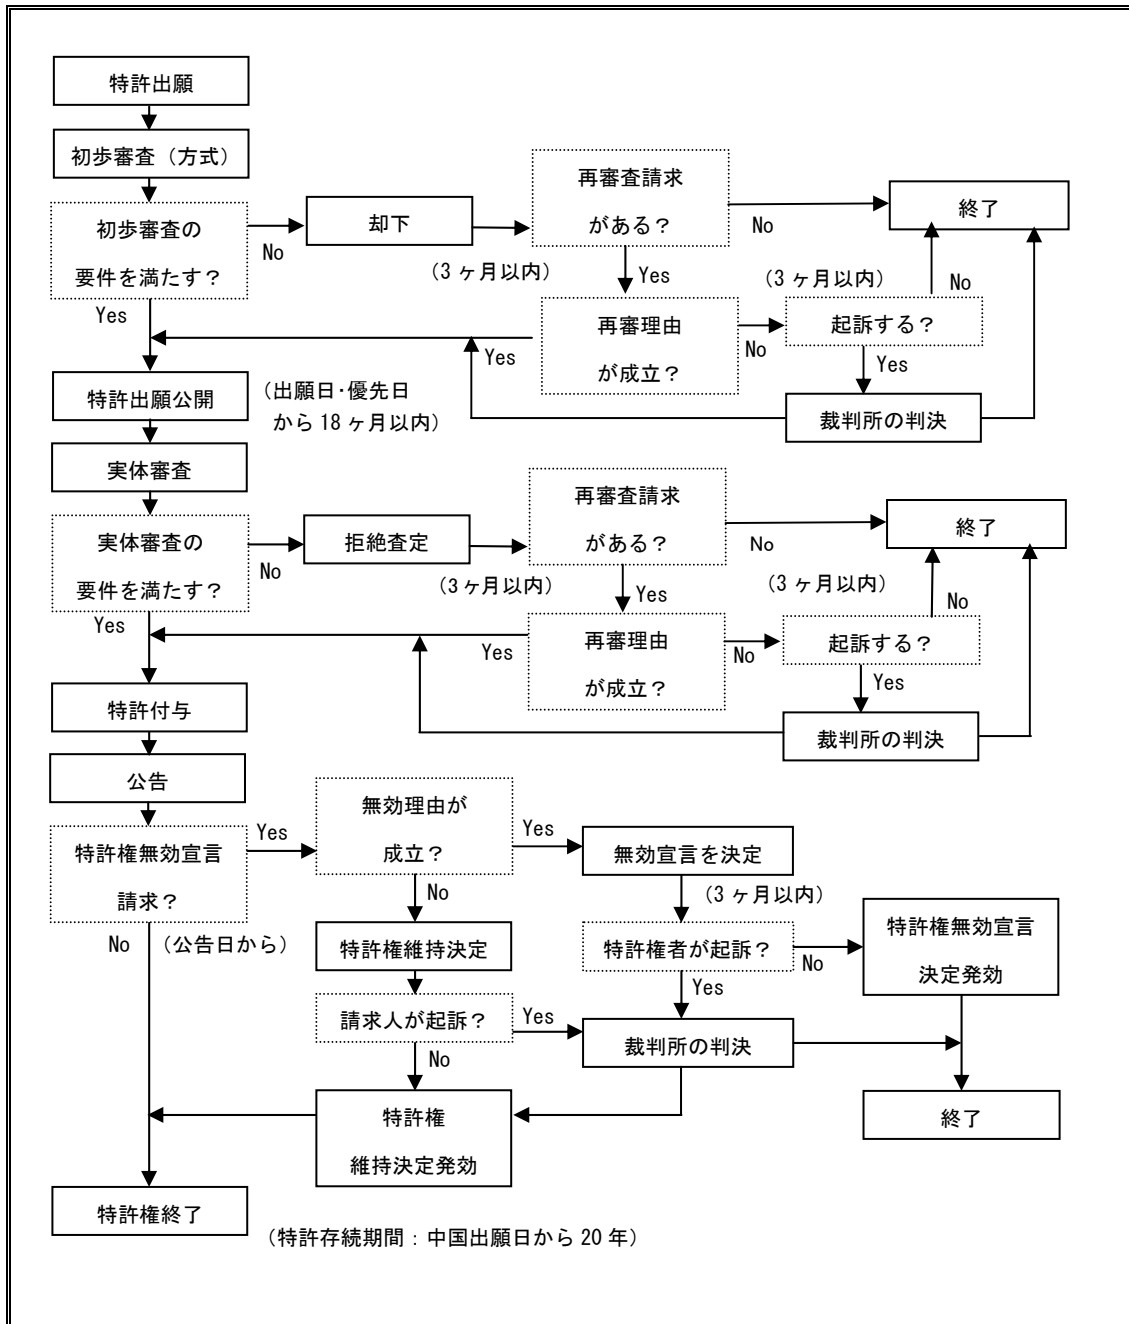 特許出願
初歩審査（方式）
初歩審査の
要件を満たす？
No
却下
（3ヶ月以内）
再審査請求
がある？
No
終了
Yes
（3ヶ月以内）
No
Yes
再審理由
が成立？
Yes
No
起訴する？
Yes
特許出願公開
（出願日･優先日
から 18 ヶ月以内）
裁判所の判決
実体審査
実体審査の
要件を満たす？
No
拒絶査定
（3ヶ月以内）
再審査請求
がある？
No
終了
Yes
（3ヶ月以内）
No
Yes
再審理由
が成立？
Yes
No
起訴する？
Yes
特許付与
裁判所の判決
公告
特許権無効宣言
請求？
Yes
無効理由が
成立？
Yes
無効宣言を決定
No
（3ヶ月以内）
No
（公告日から）
特許権維持決定
特許権者が起訴？
No
特許権無効宣言
決定発効
Yes
請求人が起訴？
Yes
裁判所の判決
No
特許権
維持決定発効
終了
特許権終了
（特許存続期間：中国出願日から 20 年）